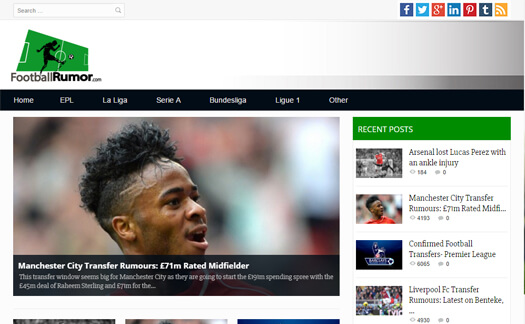 Search for...
FootballRumor.com
Home EPL La Liga Serie A Bundesliga Ligue 1 Other
Manchester City Transfer Rumours: £71m Rated Midfielder
This transfer window seems big for Manchester City as they are going to start the £190m spending spree with the
£45m deal of Raheem Sterling and £71m for the...
RECENT POSTS
Arsenal lost Lucas Perez with
an ankle injury
184 0
Manchester City Transfer
Rumours: £71m Rated Midfi...
4193 0
Confirmed Football
Transfers- Premier League
6065 0
Liverpool Fc Transfer
Rumours: Latest on Benteke,
...
4930 0